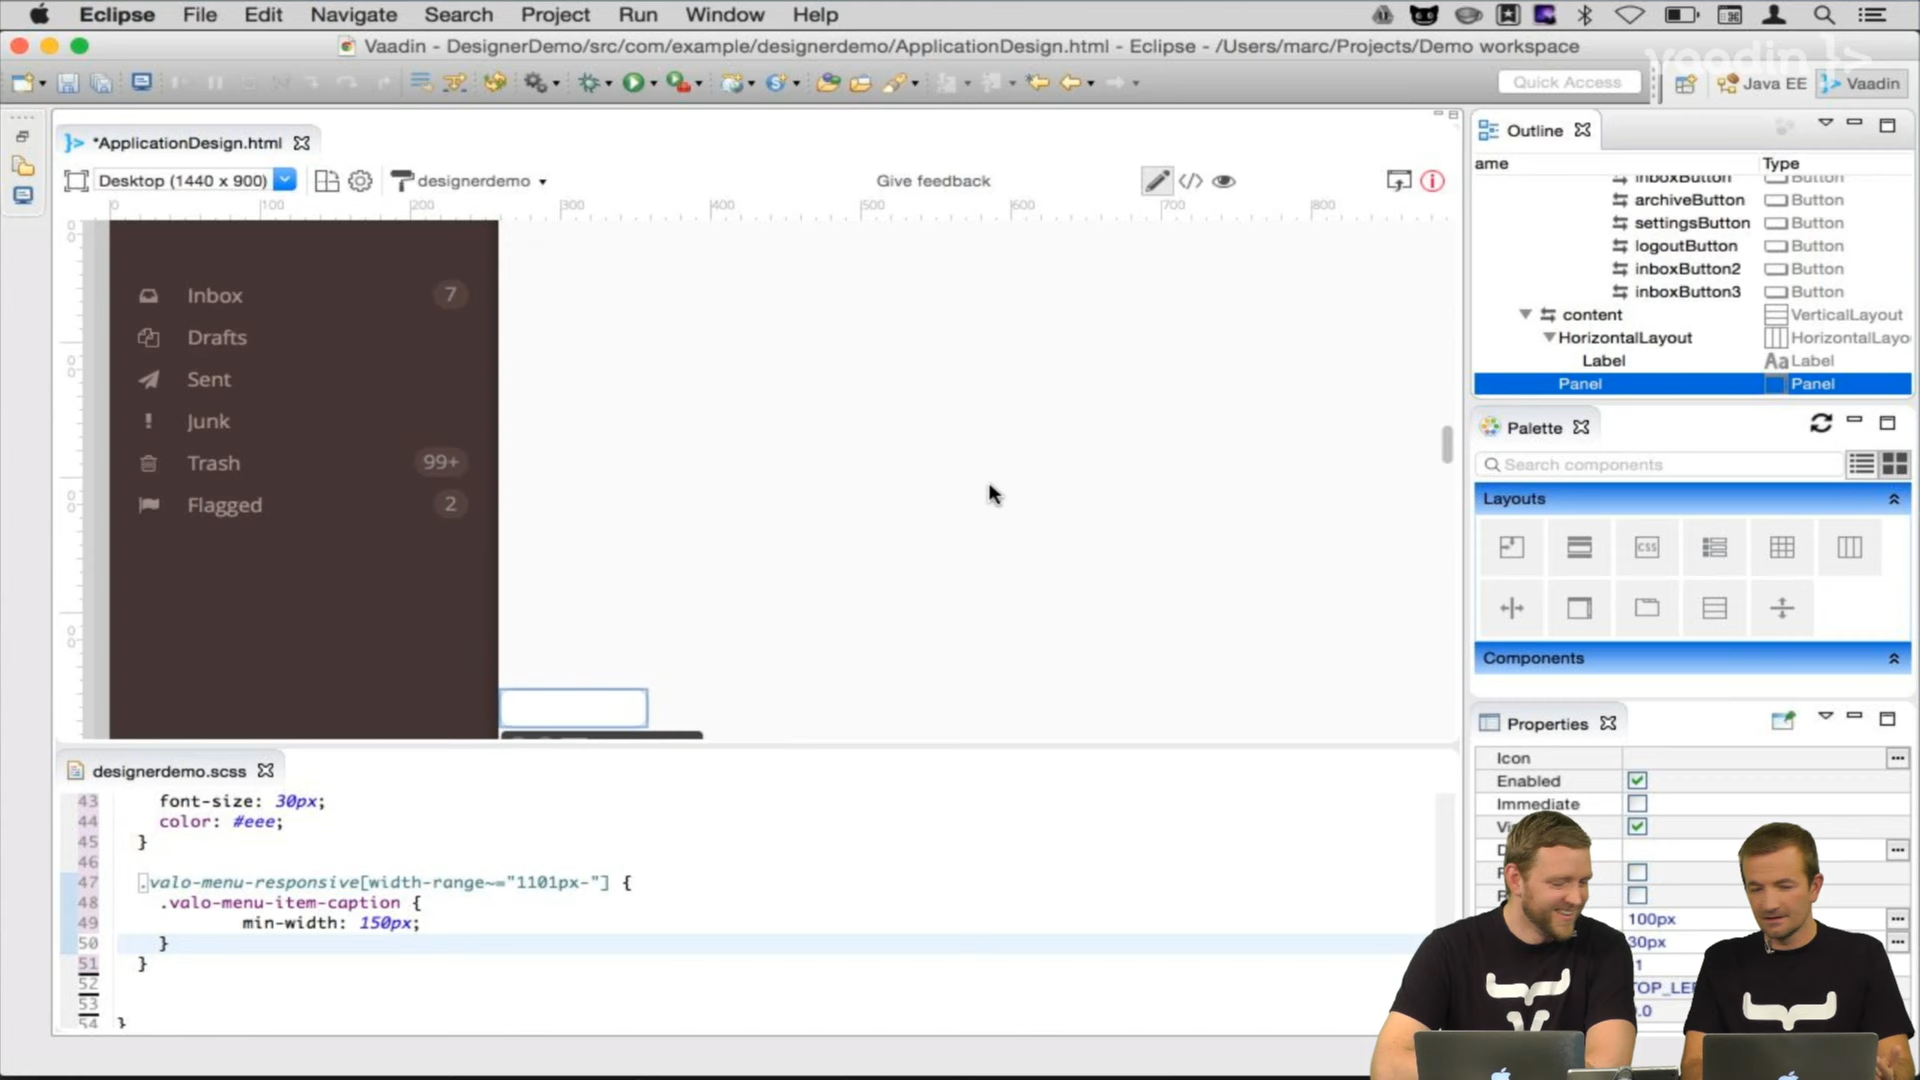 Eclipse File Edit Navigate Search Project Run Window Help
Vaadin - DesignerDemo/src/com/example/designerdemo/ApplicationDesign.html - Eclipse - /Users/marc/Projects/Demo workspace
vaadin }>
Quick Access
Java EE
Vaadin
*ApplicationDesign.html
Desktop (1440 x 900)
designerdemo
Give feedback
0 100 200 300 400 500 600 700 800
Inbox 7
Drafts
Sent
Junk
Trash 99+
Flagged 2
designerdemo.scss
43 font-size: 30px;
44 color: #eee;
45 }
46
47 .valo-menu-responsive[width-range~="1101px-"] {
48 .valo-menu-item-caption {
49 min-width: 150px;
50 }
51 }
52
53
54 }
Outline
ame Type
inboxButton Button
archiveButton Button
settingsButton Button
logoutButton Button
inboxButton2 Button
inboxButton3 Button
content VerticalLayout
HorizontalLayout HorizontalLayo
Label Aa Label
Panel Panel
Palette
Search components
Layouts
CSS
Components
Properties
Icon
Enabled
Immediate
100px
30px
TOP_LE